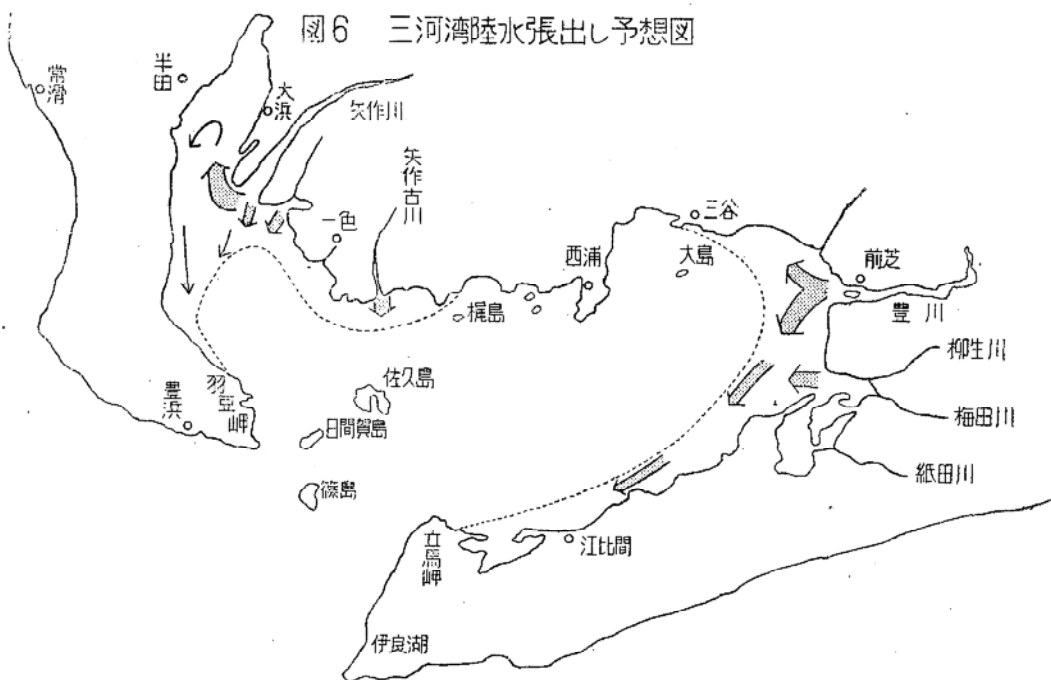 図6 三河湾陸水張出し予想図
常滑
半田
大浜
矢作川
矢作古川
一色
西浦
三谷
大島
前芝
豊川
柳生川
梅田川
紙田川
梶島
佐久島
日間賀島
篠島
羽豆岬
豊浜
立馬岬
江比間
伊良湖